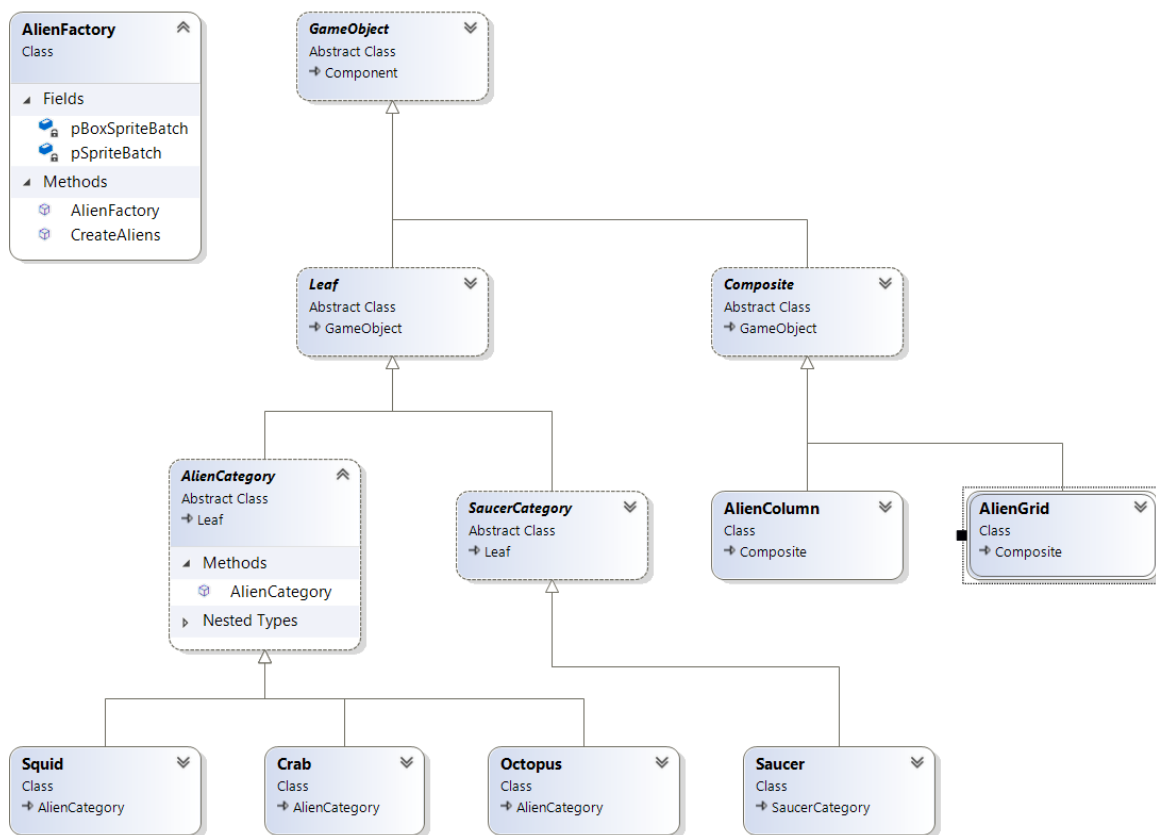 AlienFactory
Class
Fields
pBoxSpriteBatch
pSpriteBatch
Methods
AlienFactory
CreateAliens
GameObject
Abstract Class
Component
Leaf
Abstract Class
GameObject
Composite
Abstract Class
GameObject
AlienCategory
Abstract Class
Leaf
Methods
AlienCategory
Nested Types
SaucerCategory
Abstract Class
Leaf
AlienColumn
Class
Composite
AlienGrid
Class
Composite
Squid
Class
AlienCategory
Crab
Class
AlienCategory
Octopus
Class
AlienCategory
Saucer
Class
SaucerCategory